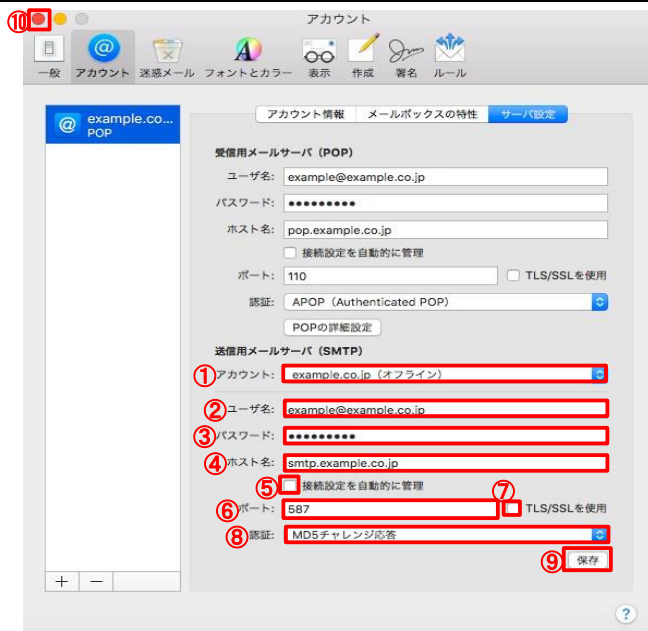 ⑩
アカウント
一般 アカウント 迷惑メール フォントとカラー 表示 作成 署名 ルール
example.co...
POP
アカウント情報 メールボックスの特性 サーバ設定
受信用メールサーバ (POP)
ユーザ名: example@example.co.jp
パスワード: ●●●●●●●●●
ホスト名: pop.example.co.jp
接続設定を自動的に管理
ポート: 110 TLS/SSLを使用
認証: APOP (Authenticated POP)
POPの詳細設定
送信用メールサーバ (SMTP)
①アカウント: example.co.jp (オフライン)
②ユーザ名: example@example.co.jp
③パスワード: ●●●●●●●●●
④ホスト名: smtp.example.co.jp
⑤ 接続設定を自動的に管理
⑥ポート: 587 ⑦ TLS/SSLを使用
⑧認証: MD5チャレンジ応答
⑨ 保存
+ −
?